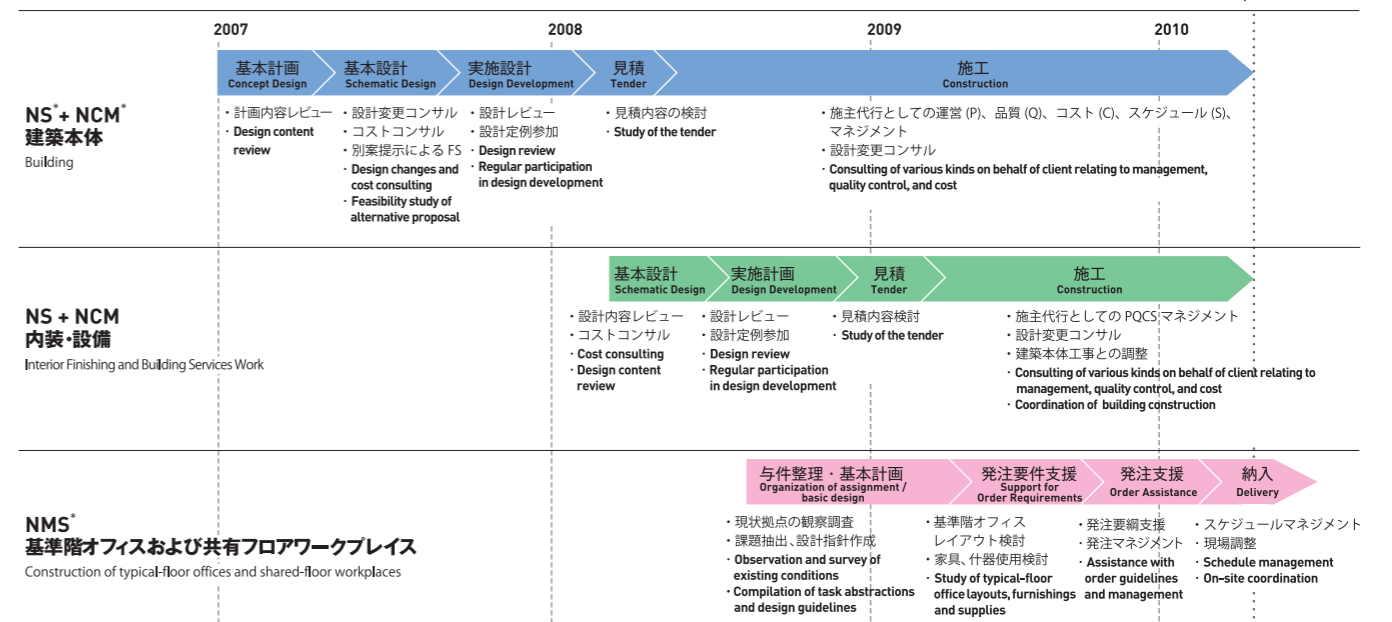 2007 2008 2009 2010
基本計画
Concept Design
基本設計
Schematic Design
実施設計
Design Development
見積
Tender
施工
Construction
NS*+ NCM*
建築本体
Building
・計画内容レビュー
・Design content
review
・設計変更コンサル
・コストコンサル
・別案提示による FS
・Design changes and
cost consulting
・Feasibility study of
alternative proposal
・設計レビュー
・設計定例参加
・Design review
・Regular participation
in design development
・見積内容の検討
・Study of the tender
・施主代行としての運営 (P)、品質 (Q)、コスト (C)、スケジュール (S)、
マネジメント
・設計変更コンサル
・Consulting of various kinds on behalf of client relating to management,
quality control, and cost
基本設計
Schematic Design
実施計画
Design Development
見積
Tender
施工
Construction
NS + NCM
内装・設備
Interior Finishing and Building Services Work
・設計内容レビュー
・コストコンサル
・Cost consulting
・Design content
review
・設計レビュー
・設計定例参加
・Design review
・Regular participation
in design development
・見積内容検討
・Study of the tender
・施主代行としての PQCS マネジメント
・設計変更コンサル
・建築本体工事との調整
・Consulting of various kinds on behalf of client relating to
management, quality control, and cost
・Coordination of building construction
与件整理・基本計画
Organization of assignment /
basic design
発注要件支援
Support for
Order Requirements
発注支援
Order Assistance
納入
Delivery
NMS*
基準階オフィスおよび共有フロアワークプレイス
Construction of typical-floor offices and shared-floor workplaces
・現状拠点の観察調査
・課題抽出、設計指針作成
・Observation and survey of
existing conditions
・Compilation of task abstractions
and design guidelines
・基準階オフィス
レイアウト検討
・家具、什器使用検討
・Study of typical-floor
office layouts, furnishings
and supplies
・発注要綱支援
・発注マネジメント
・Assistance with
order guidelines
and management
・スケジュールマネジメント
・現場調整
・Schedule management
・On-site coordination